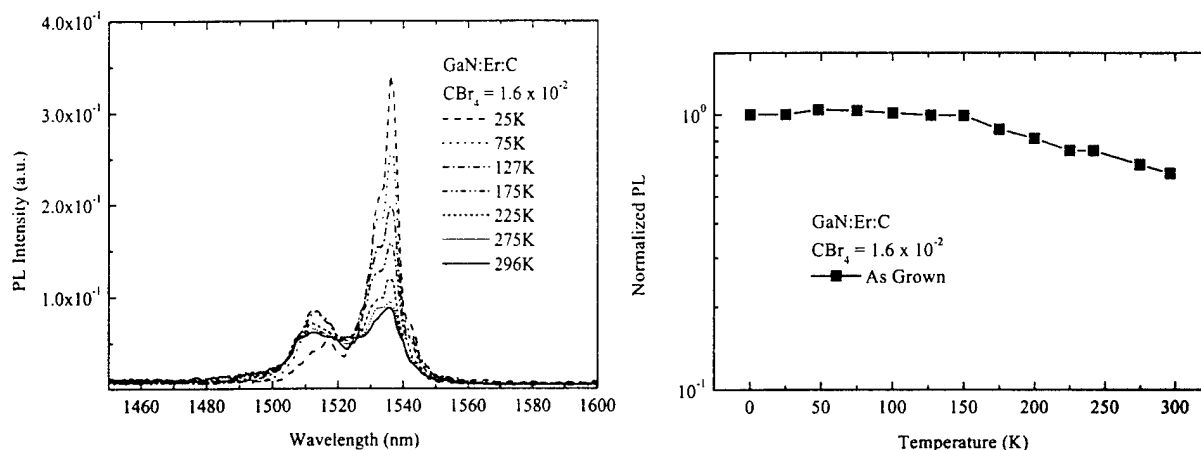 4.0x10⁻¹
3.0x10⁻¹
2.0x10⁻¹
1.0x10⁻¹
PL Intensity (a.u.)
GaN:Er:C
CBr₄ = 1.6 x 10⁻²
25K
75K
127K
175K
225K
275K
296K
1460 1480 1500 1520 1540 1560 1580 1600
Wavelength (nm)
10⁰
10⁻¹
Normalized PL
GaN:Er:C
CBr₄ = 1.6 x 10⁻²
As Grown
0 50 100 150 200 250 300
Temperature (K)